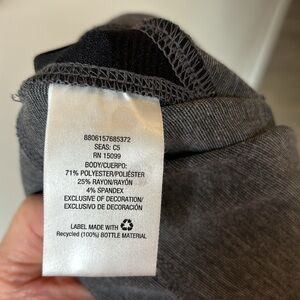 8806157685372
SEAS: C5
RN 15099
BODY/CUERPO:
71% POLYESTER/POLIÉSTER
25% RAYON/RAYÓN
4% SPANDEX
EXCLUSIVE OF DECORATION/
EXCLUSIVO DE DECORACIÓN
LABEL MADE WITH
Recycled (100%) BOTTLE MATERIAL